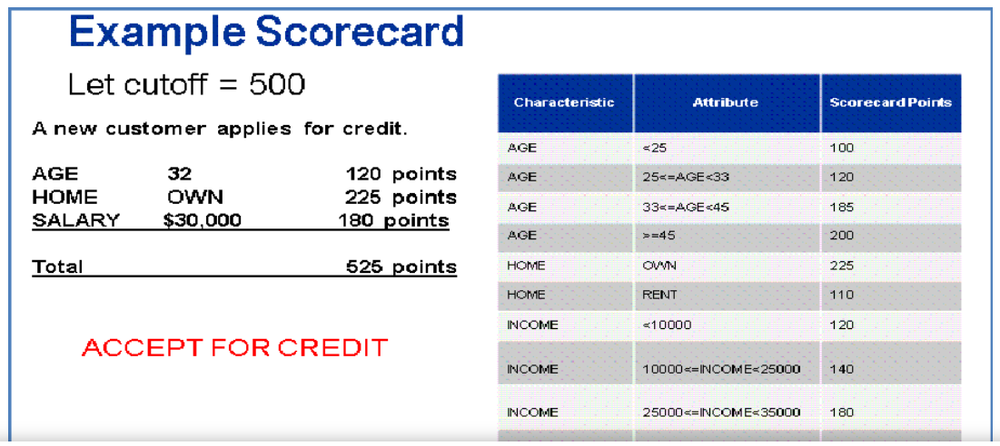 Example Scorecard
Let cutoff = 500
A new customer applies for credit.
AGE 32 120 points
HOME OWN 225 points
SALARY $30,000 180 points
Total 525 points
ACCEPT FOR CREDIT
Characteristic Attribute Scorecard Points
AGE <25 100
AGE 25<=AGE<33 120
AGE 33<=AGE<45 185
AGE >=45 200
HOME OWN 225
HOME RENT 110
INCOME <10000 120
INCOME 10000<=INCOME<25000 140
INCOME 25000<=INCOME<35000 180